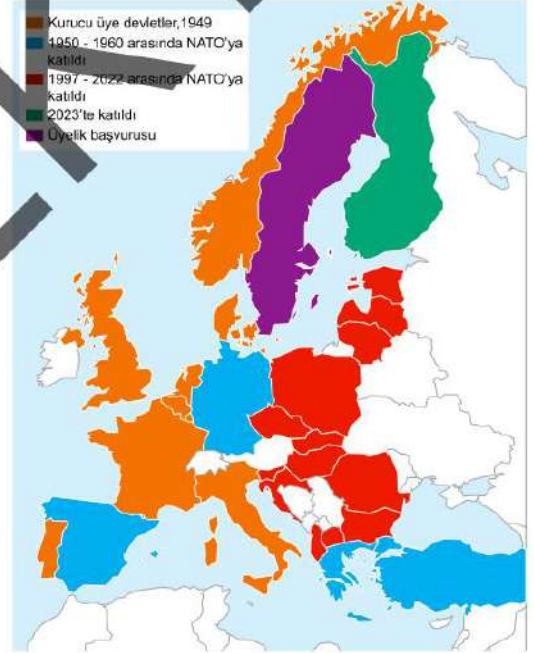 Kurucu üye devletler,1949
1950 - 1960 arasında NATO'ya
katıldı
1997 - 2022 arasında NATO'ya
katıldı
2023'te katıldı
Üyelik başvurusu